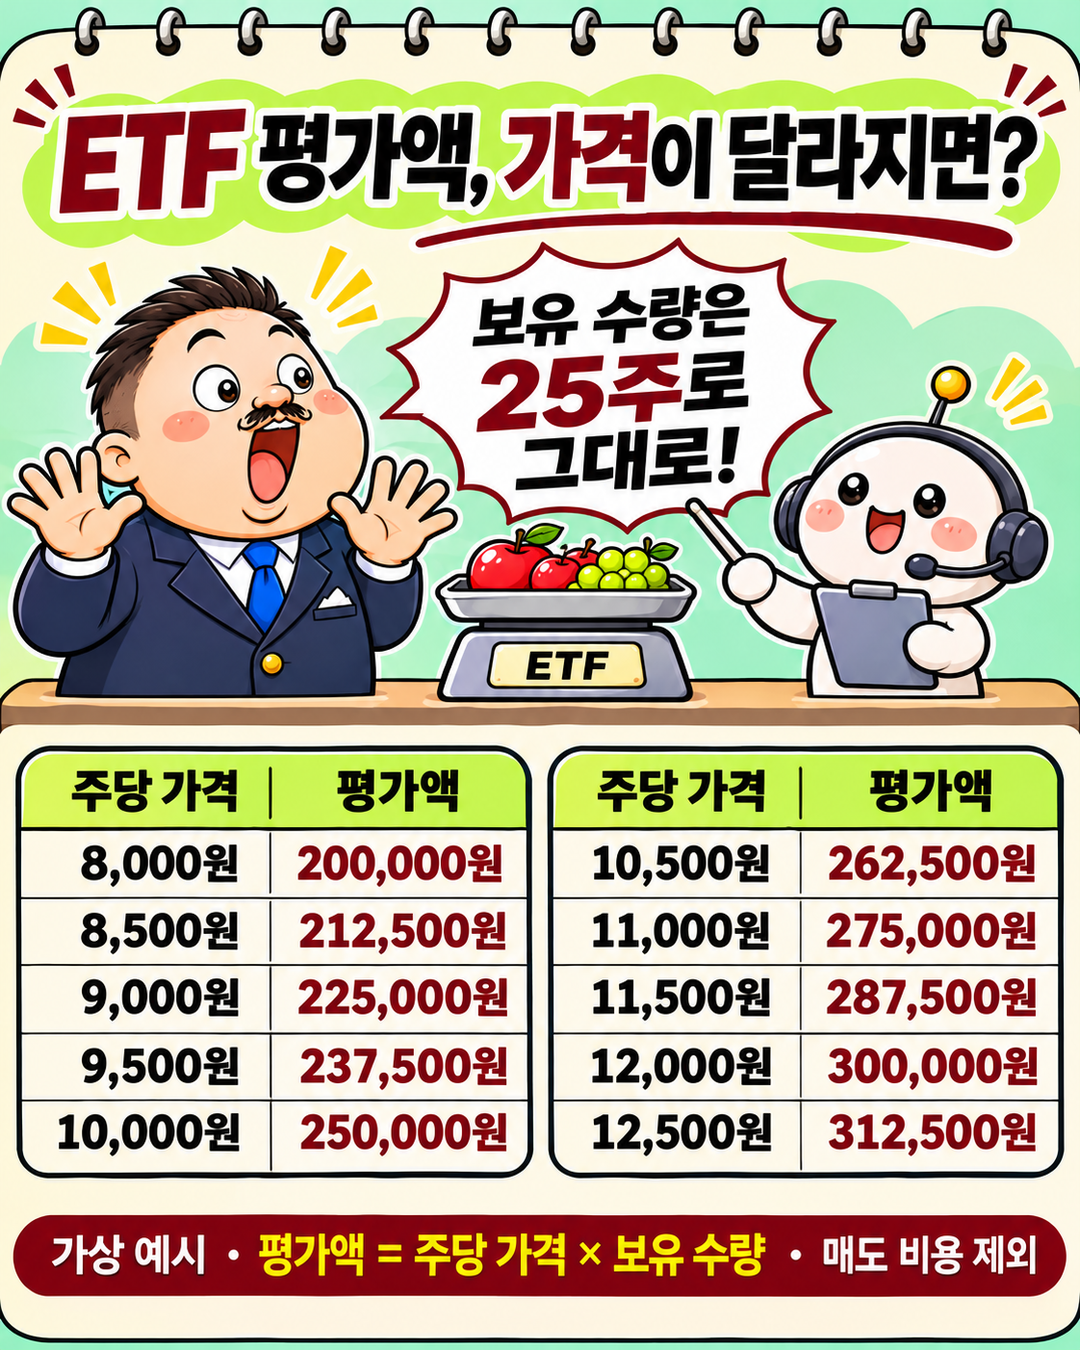 ETF 평가액, 가격이 달라지면?
보유 수량은
25주로
그대로!
ETF
주당 가격 | 평가액
8,000원 200,000원
8,500원 212,500원
9,000원 225,000원
9,500원 237,500원
10,000원 250,000원
주당 가격 | 평가액
10,500원 262,500원
11,000원 275,000원
11,500원 287,500원
12,000원 300,000원
12,500원 312,500원
가상 예시 • 평가액 = 주당 가격 × 보유 수량 • 매도 비용 제외